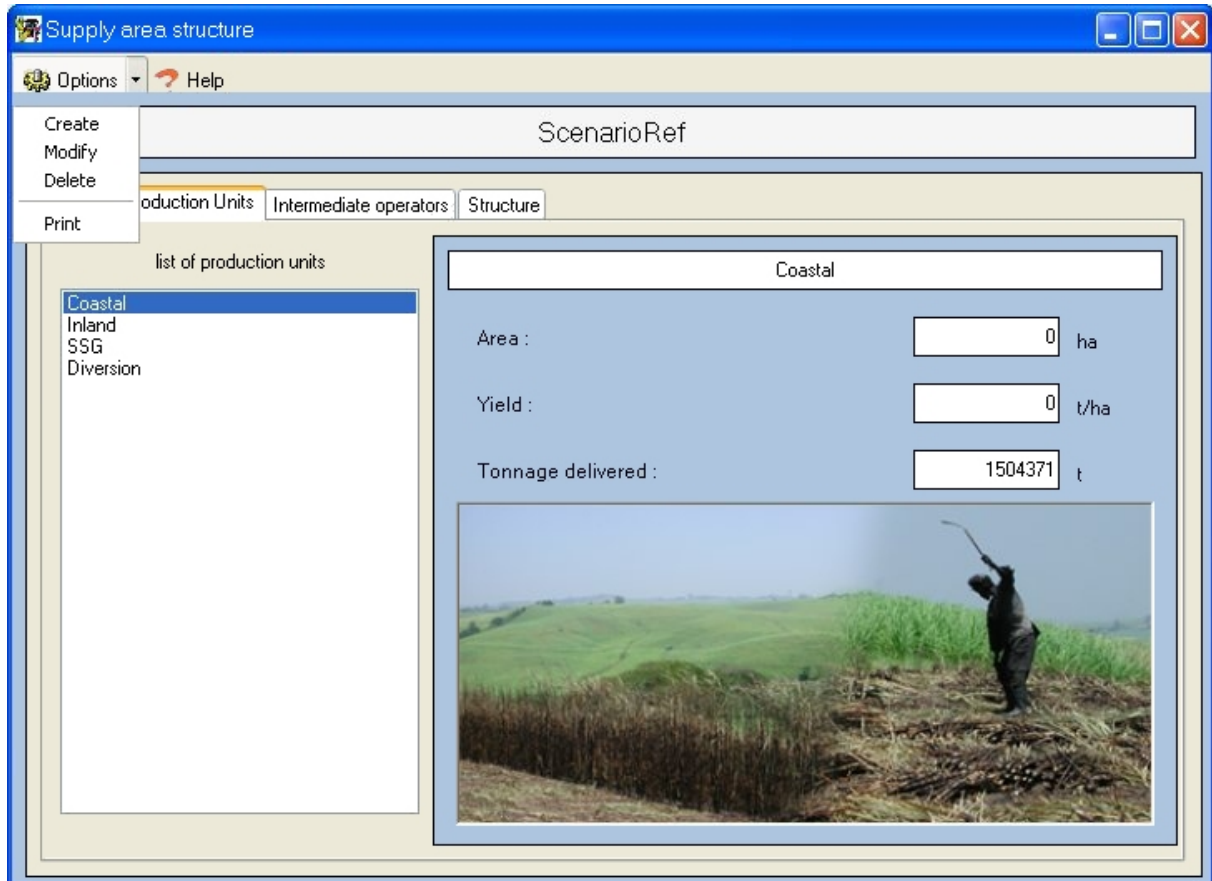 Supply area structure
Options Help
Create
Modify
Delete
Print
ScenarioRef
oduction Units Intermediate operators Structure
list of production units
Coastal
Inland
SSG
Diversion
Coastal
Area : 0 ha
Yield : 0 t/ha
Tonnage delivered : 1504371 t